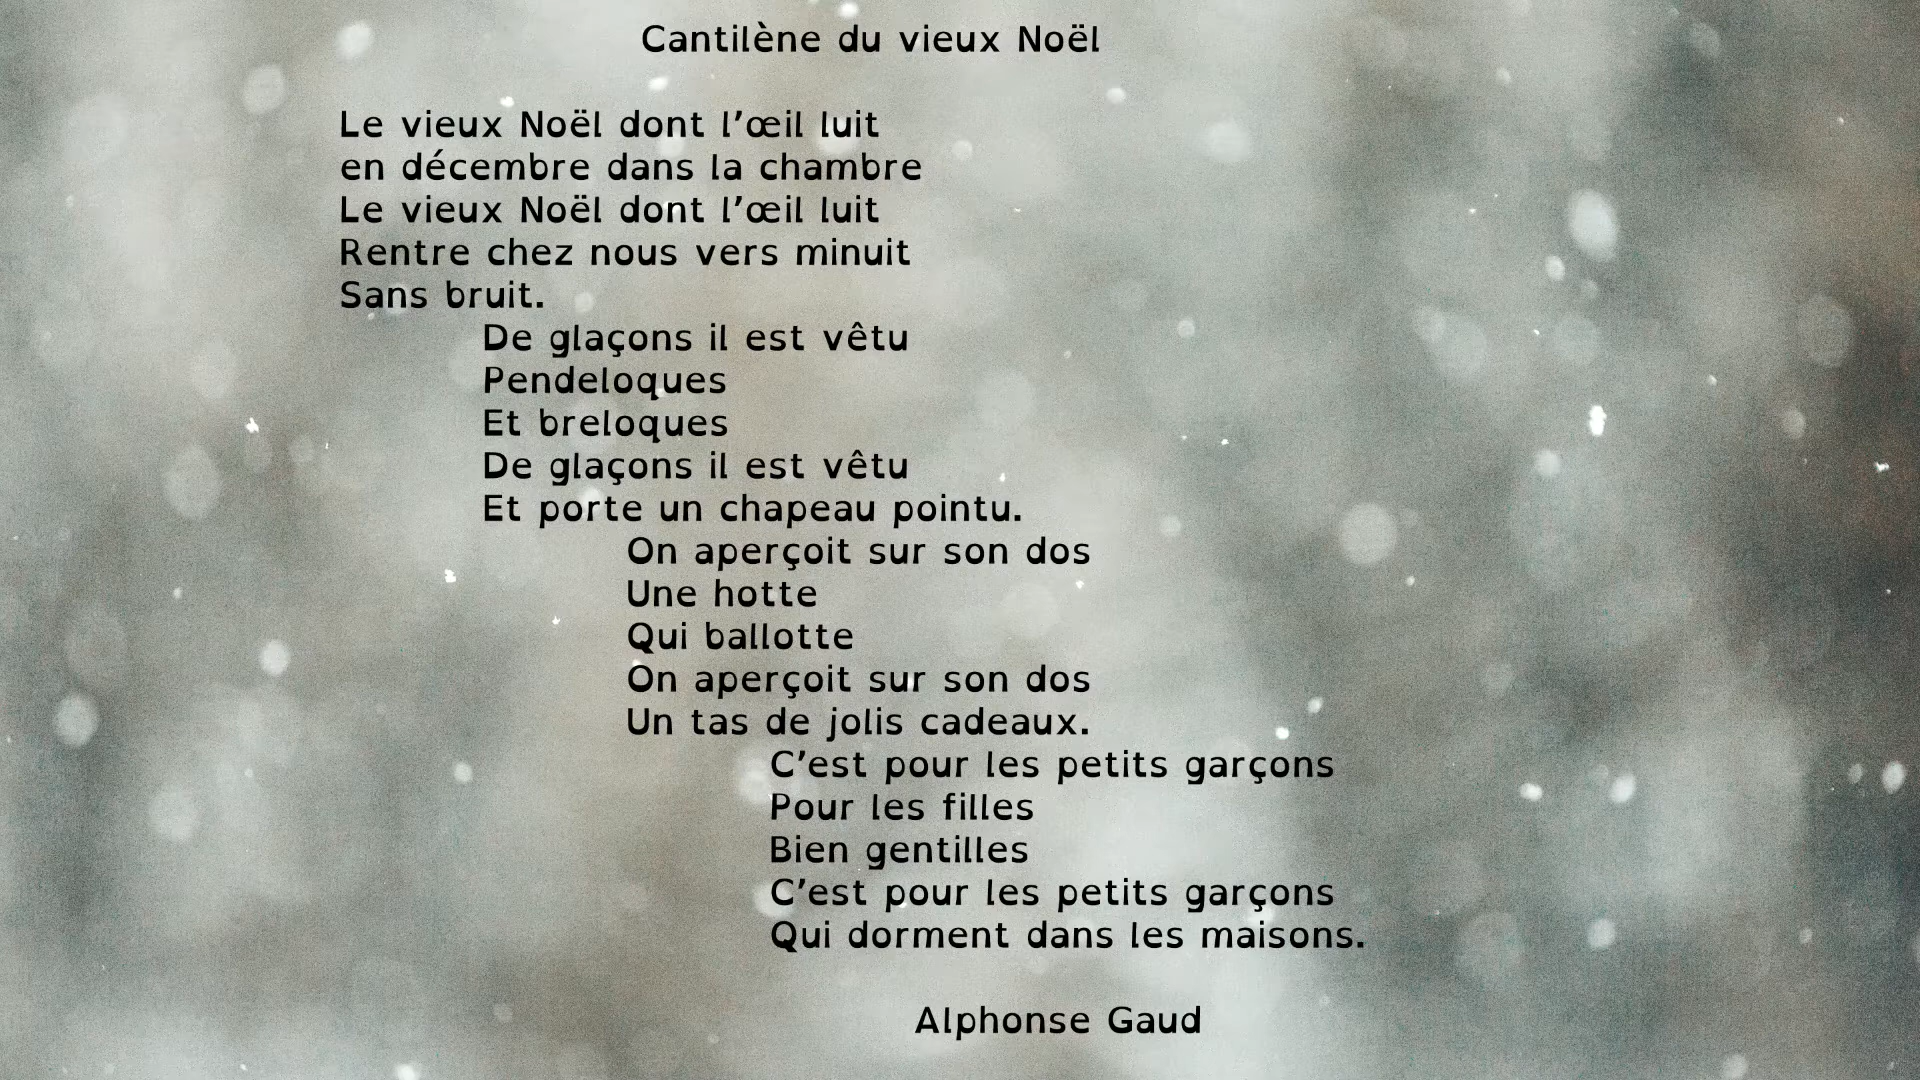 Cantilène du vieux Noël
Le vieux Noël dont l’œil luit
en décembre dans la chambre
Le vieux Noël dont l’œil luit
Rentre chez nous vers minuit
Sans bruit.
De glaçons il est vêtu
Pendeloques
Et breloques
De glaçons il est vêtu
Et porte un chapeau pointu.
On aperçoit sur son dos
Une hotte
Qui ballotte
On aperçoit sur son dos
Un tas de jolis cadeaux.
C’est pour les petits garçons
Pour les filles
Bien gentilles
C’est pour les petits garçons
Qui dorment dans les maisons.
Alphonse Gaud